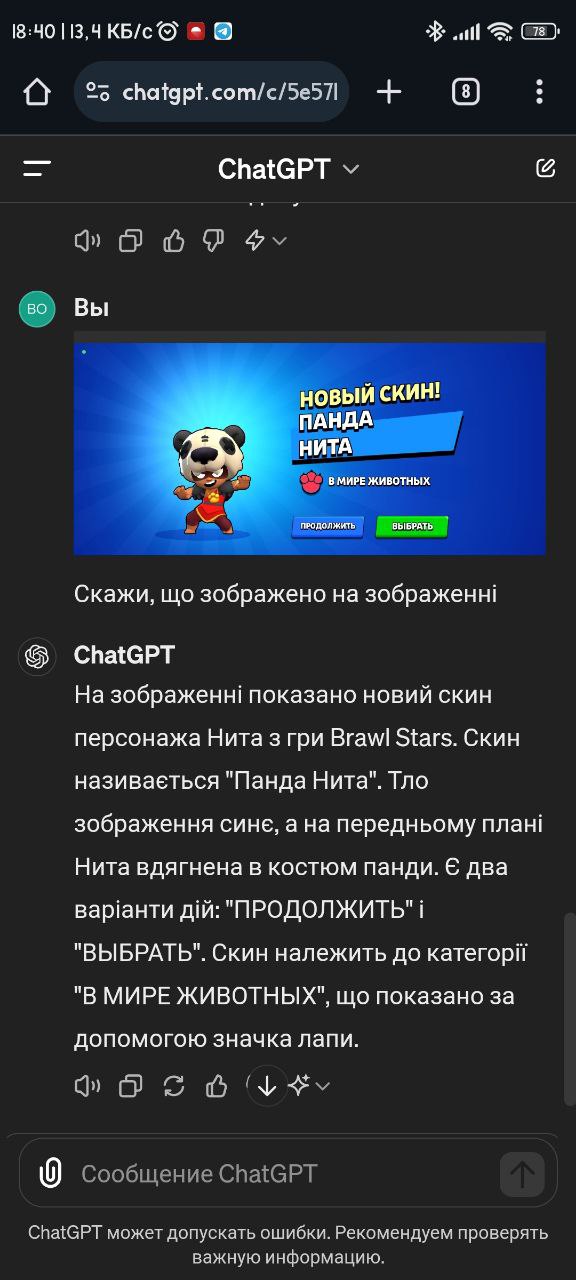 18:40 | 13,4 КБ/с
78
chatgpt.com/c/5e571
8
ChatGPT
ВО
Вы
НОВЫЙ СКИН!
ПАНДА
НИТА
В МИРЕ ЖИВОТНЫХ
ПРОДОЛЖИТЬ
ВЫБРАТЬ
Скажи, що зображено на зображенні
ChatGPT
На зображенні показано новий скин
персонажа Нита з гри Brawl Stars. Скин
називається "Панда Нита". Тло
зображення синє, а на передньому плані
Нита вдягнена в костюм панди. Є два
варіанти дій: "ПРОДОЛЖИТЬ" і
"ВЫБРАТЬ". Скин належить до категорії
"В МИРЕ ЖИВОТНЫХ", що показано за
допомогою значка лапи.
Сообщение ChatGPT
ChatGPT может допускать ошибки. Рекомендуем проверять
важную информацию.